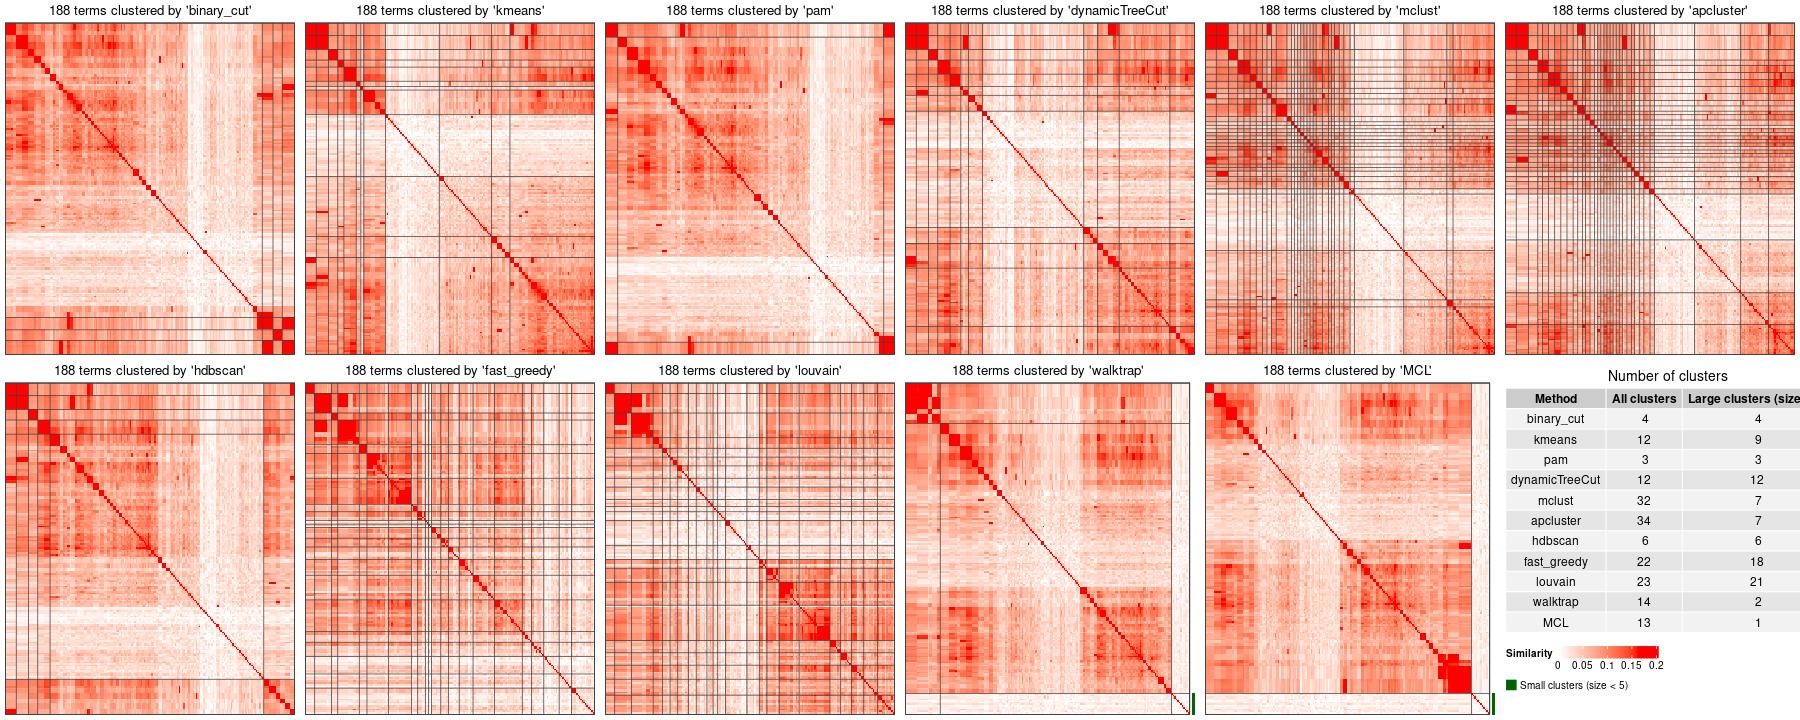 188 terms clustered by 'binary_cut'
188 terms clustered by 'kmeans'
188 terms clustered by 'pam'
188 terms clustered by 'dynamicTreeCut'
188 terms clustered by 'mclust'
188 terms clustered by 'apcluster'
188 terms clustered by 'hdbscan'
188 terms clustered by 'fast_greedy'
188 terms clustered by 'louvain'
188 terms clustered by 'walktrap'
188 terms clustered by 'MCL'
Number of clusters
Method All clusters Large clusters (size
binary_cut 4 4
kmeans 12 9
pam 3 3
dynamicTreeCut 12 12
mclust 32 7
apcluster 34 7
hdbscan 6 6
fast_greedy 22 18
louvain 23 21
walktrap 14 2
MCL 13 1
Similarity
0 0.05 0.1 0.15 0.2
Small clusters (size < 5)